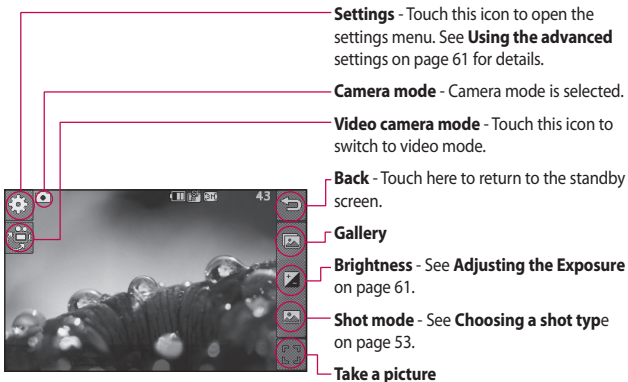 Settings - Touch this icon to open the
settings menu. See Using the advanced
settings on page 61 for details.
Camera mode - Camera mode is selected.
Video camera mode - Touch this icon to
switch to video mode.
Back - Touch here to return to the standby
screen.
43
Gallery
Brightness - See Adjusting the Exposure
on page 61.
Shot mode - See Choosing a shot type
on page 53.
Take a picture